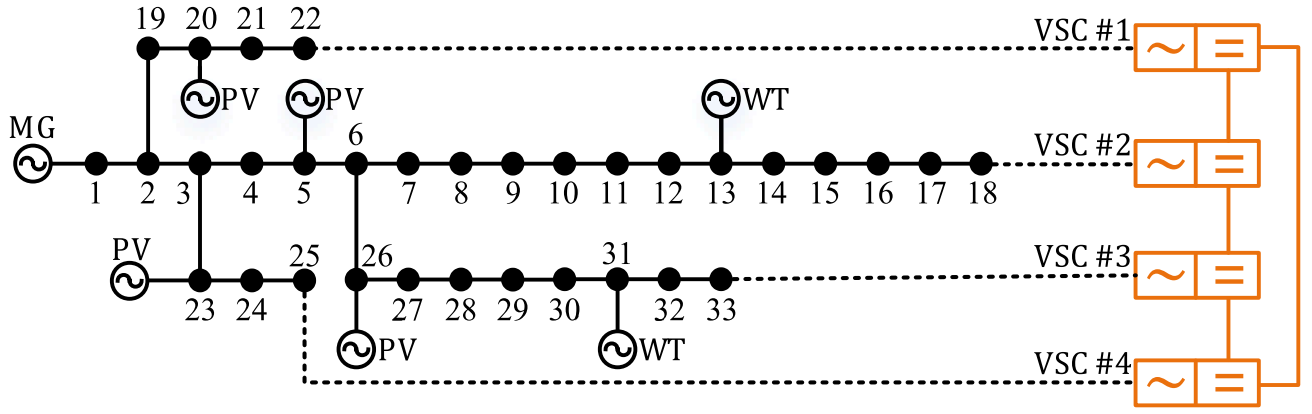 19 20 21 22 VSC #1
PV PV WT
MG 6 VSC #2
1 2 3 4 5 7 8 9 10 11 12 13 14 15 16 17 18
PV 25 26 31 VSC #3
23 24 27 28 29 30 32 33
PV WT VSC #4